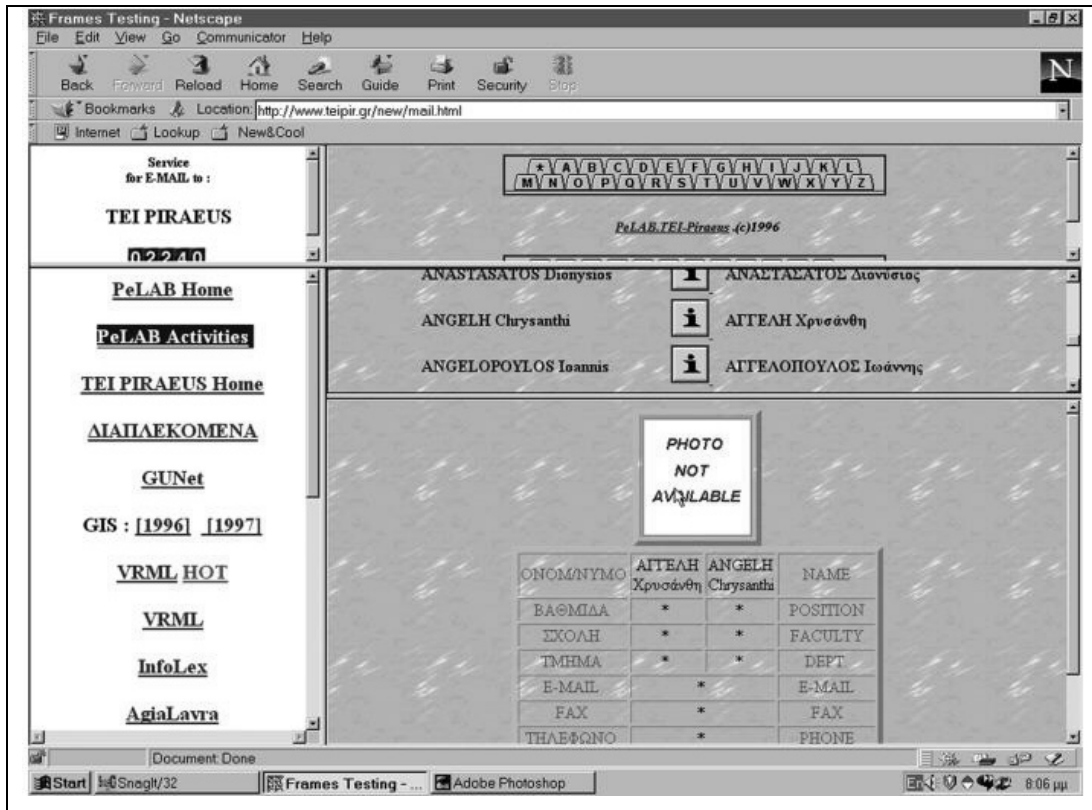 Frames Testing - Netscape
File Edit View Go Communicator Help
Back Forward Reload Home Search Guide Print Security Stop
N
Bookmarks Location: http://www.teipir.gr/new/mail.html
Internet Lookup New&Cool
Service
for E-MAIL to :
TEI PIRAEUS
02240
* A B C D E F G H I J K L
M N O P Q R S T U V W X Y Z
PeLAB.TEI-Piraeus .(c)1996
PeLAB Home
PeLAB Activities
TEI PIRAEUS Home
ΔΙΑΠΛΕΚΟΜΕΝΑ
GUNet
GIS : [1996] [1997]
VRML HOT
VRML
InfoLex
AgiaLavra
ANASTASATOS Dionysios i ΑΝΑΣΤΑΣΑΤΟΣ Διονύσιος
ANGELH Chrysanthi i ΑΓΓΕΛΗ Χρυσάνθη
ANGELOPOYLOS Ioannis i ΑΓΓΕΛΟΠΟΥΛΟΣ Ιωάννης
PHOTO
NOT
AVAILABLE
ΟΝΟΜ/ΝΥΜΟ ΑΓΓΕΛΗ Χρυσάνθη ANGELH Chrysanthi NAME
ΒΑΘΜΙΔΑ * * POSITION
ΣΧΟΛΗ * * FACULTY
ΤΜΗΜΑ * * DEPT
E-MAIL * E-MAIL
FAX * FAX
ΤΗΛΕΦΩΝΟ * PHONE
Document: Done
Start SnagIt/32 Frames Testing - ... Adobe Photoshop 8:06 μμ